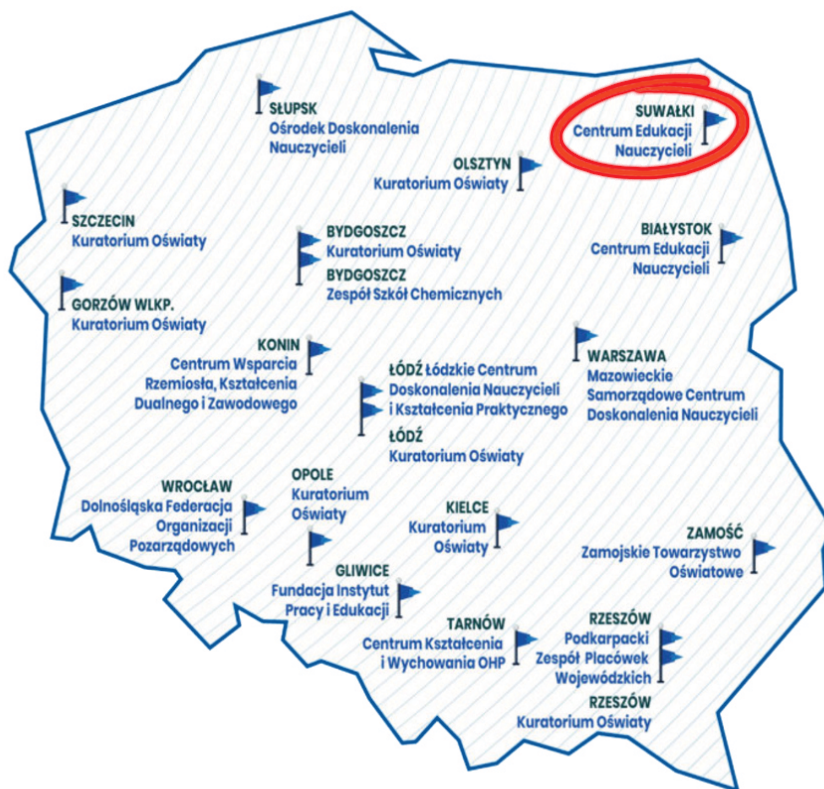 SŁUPSK
Ośrodek Doskonalenia
Nauczycieli
SUWAŁKI
Centrum Edukacji
Nauczycieli
OLSZTYN
Kuratorium Oświaty
SZCZECIN
Kuratorium Oświaty
BYDGOSZCZ
Kuratorium Oświaty
BYDGOSZCZ
Zespół Szkół Chemicznych
BIAŁYSTOK
Centrum Edukacji
Nauczycieli
GORZÓW WLKP.
Kuratorium Oświaty
KONIN
Centrum Wsparcia
Rzemiosła, Kształcenia
Dualnego i Zawodowego
ŁÓDŹ Łódzkie Centrum
Doskonalenia Nauczycieli
i Kształcenia Praktycznego
ŁÓDŹ
Kuratorium Oświaty
WARSZAWA
Mazowieckie
Samorządowe Centrum
Doskonalenia Nauczycieli
WROCŁAW
Dolnośląska Federacja
Organizacji
Pozarządowych
OPOLE
Kuratorium
Oświaty
KIELCE
Kuratorium
Oświaty
ZAMOŚĆ
Zamojskie Towarzystwo
Oświatowe
GLIWICE
Fundacja Instytut
Pracy i Edukacji
TARNÓW
Centrum Kształcenia
i Wychowania OHP
RZESZÓW
Podkarpacki
Zespół Placówek
Wojewódzkich
RZESZÓW
Kuratorium Oświaty